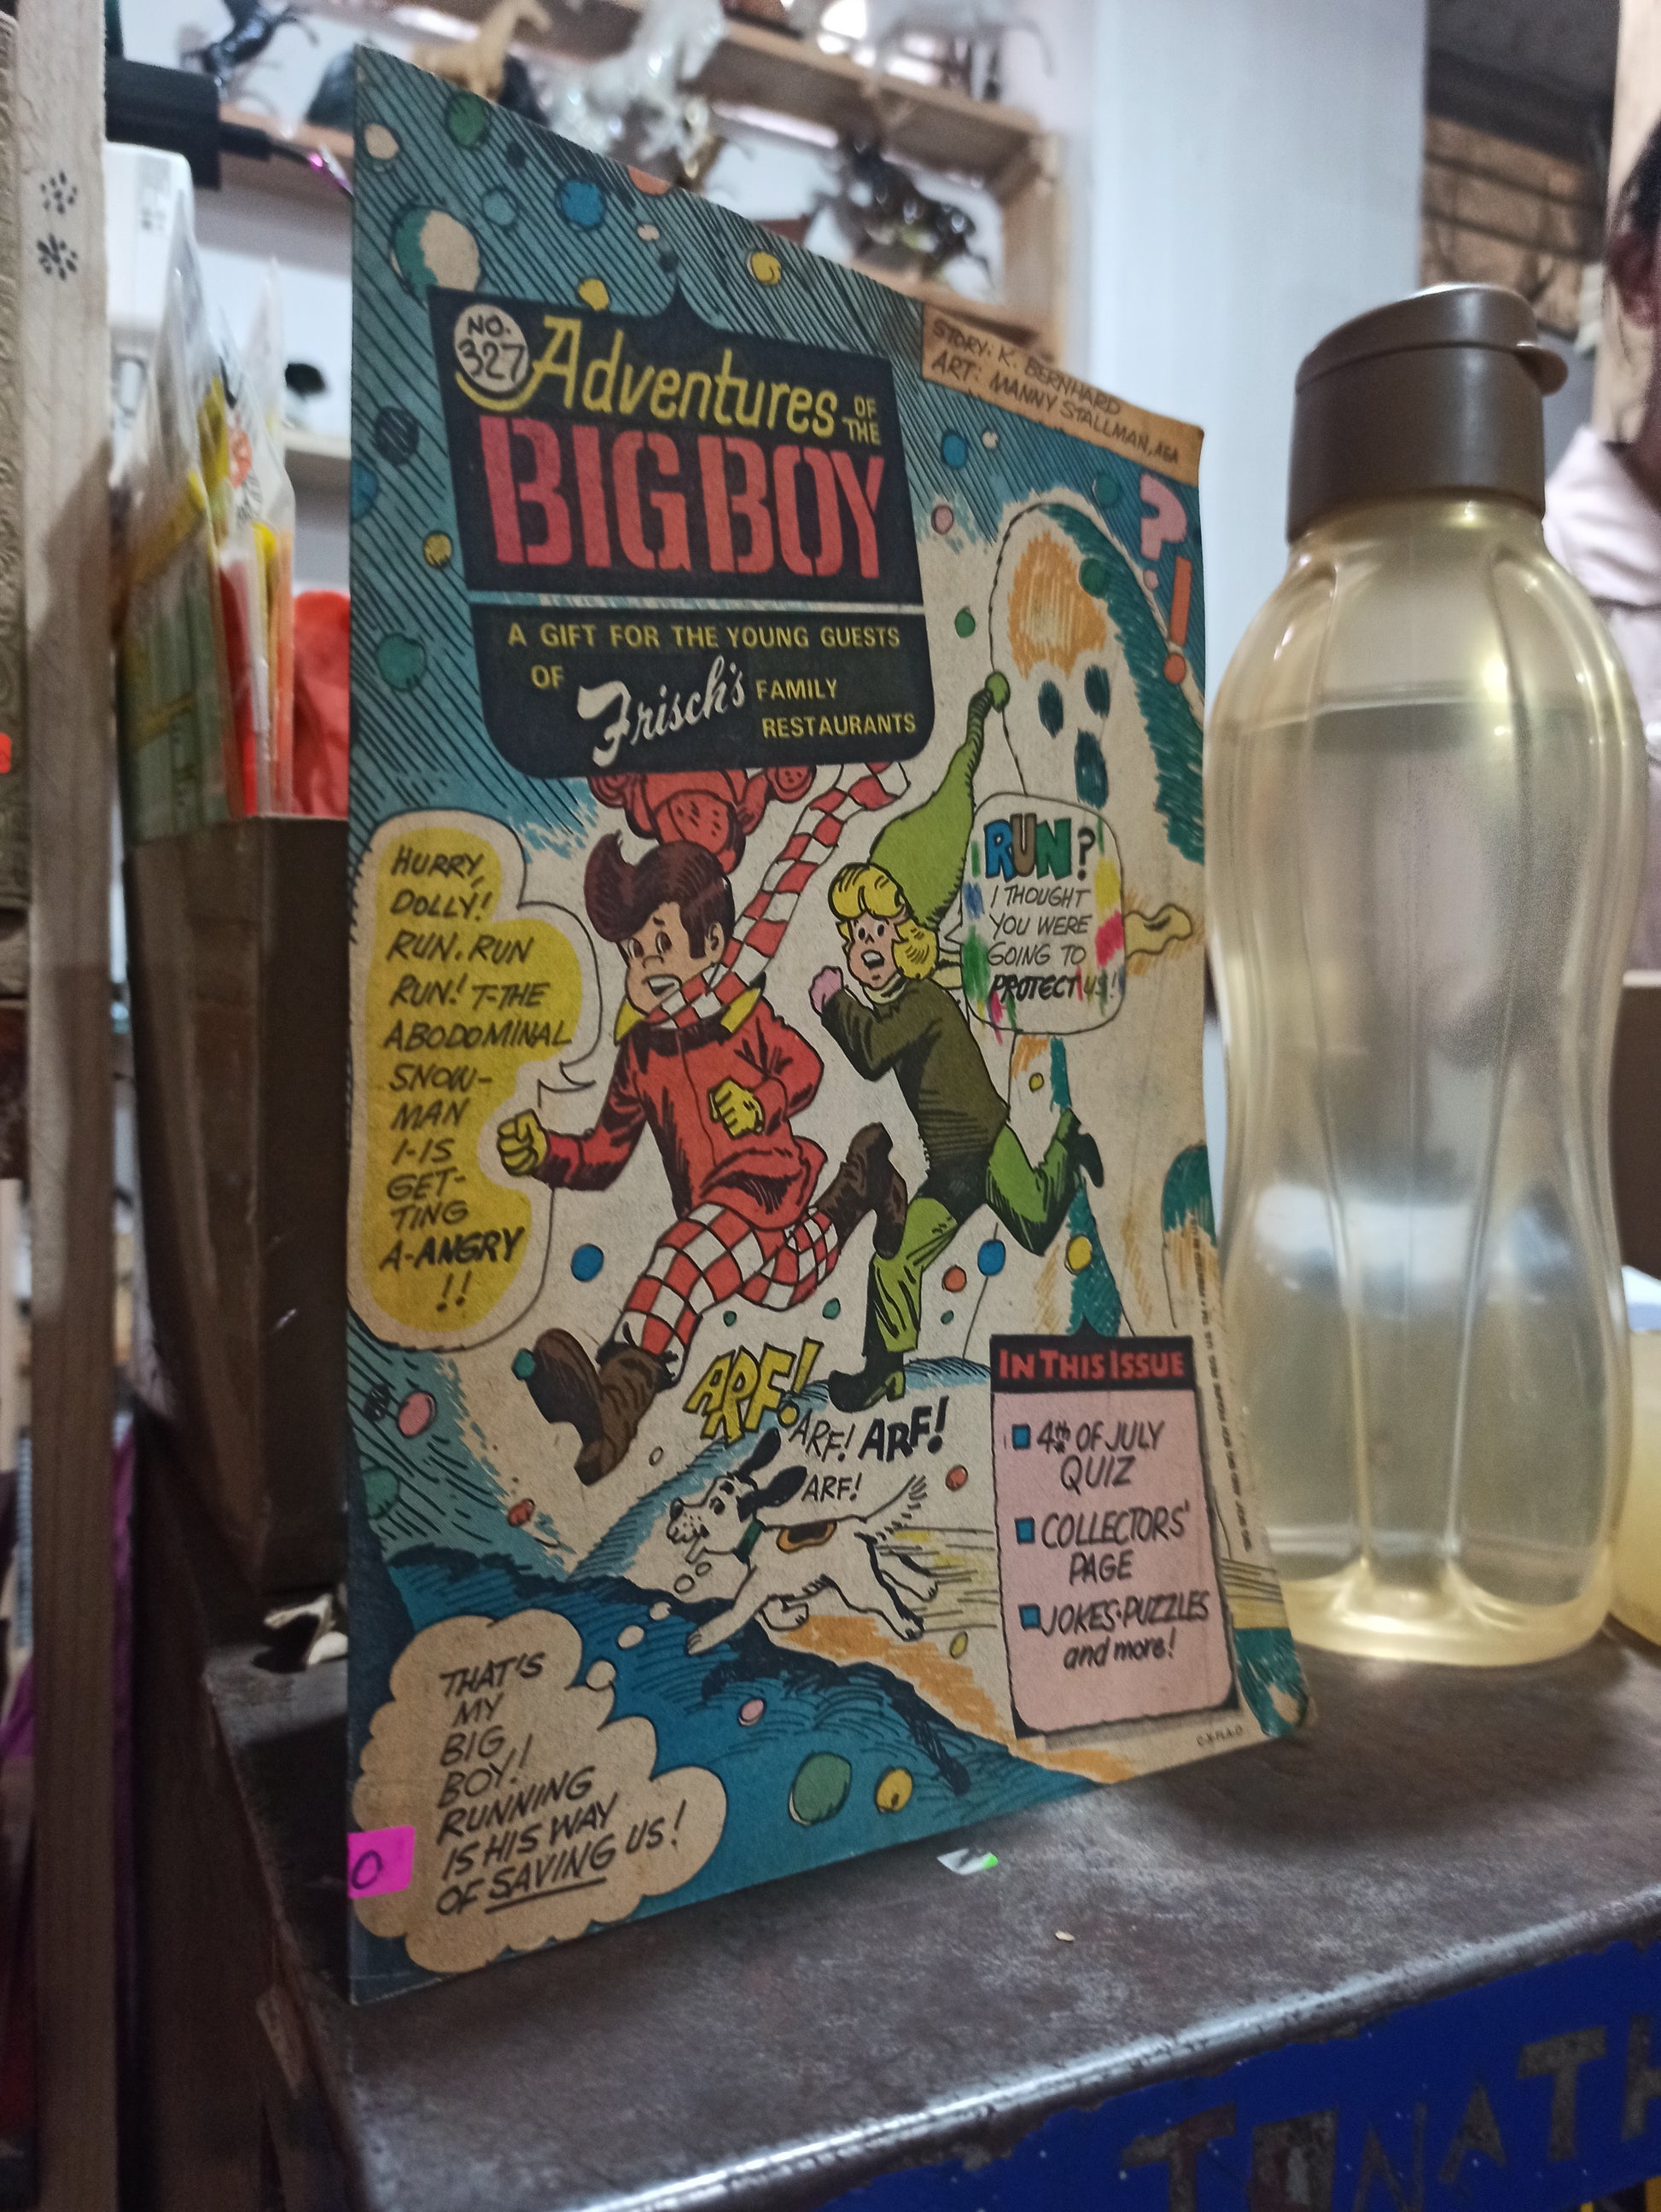 NO.
327
Adventures OF
THE
BIG BOY
A GIFT FOR THE YOUNG GUESTS
OF Frisch's FAMILY
RESTAURANTS
STORY: K. BERNHARD
ART: MANNY STALLMAN, AGA
?!
HURRY,
DOLLY!
RUN. RUN
RUN! T-THE
ABODOMINAL
SNOW-
MAN
I-IS
GET-
TING
A-ANGRY
!!
RUN?
I THOUGHT
YOU WERE
GOING TO
PROTECT US!
ARF!
ARF! ARF!
ARF!
IN THIS ISSUE
4th OF JULY
QUIZ
COLLECTORS'
PAGE
JOKES·PUZZLES
and more!
THAT'S
MY
BIG
BOY!
RUNNING
IS HIS WAY
OF SAVING US!
O